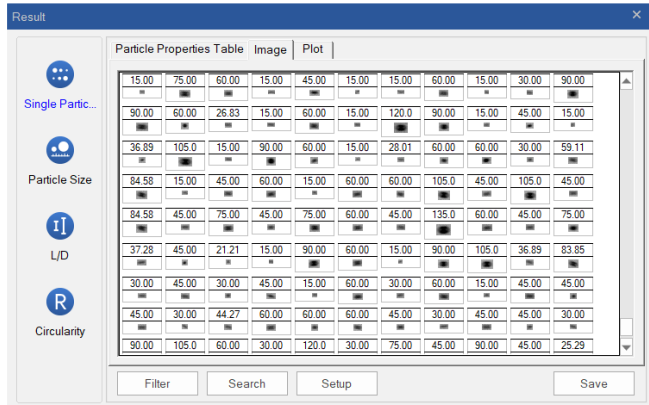 Result
Particle Properties Table Image Plot
Single Partic...
Particle Size
L/D
Circularity
15.00 75.00 60.00 15.00 45.00 15.00 15.00 60.00 15.00 30.00 90.00
90.00 60.00 26.83 15.00 60.00 15.00 120.0 90.00 15.00 45.00 15.00
36.89 105.0 15.00 90.00 60.00 15.00 28.01 60.00 60.00 30.00 59.11
84.58 15.00 45.00 60.00 15.00 60.00 60.00 105.0 45.00 105.0 45.00
84.58 45.00 75.00 45.00 75.00 60.00 45.00 135.0 60.00 45.00 75.00
37.28 45.00 21.21 15.00 90.00 60.00 15.00 90.00 105.0 36.89 83.85
30.00 45.00 30.00 45.00 15.00 60.00 30.00 60.00 15.00 45.00 45.00
45.00 30.00 44.27 60.00 60.00 60.00 45.00 30.00 45.00 45.00 30.00
90.00 105.0 60.00 30.00 120.0 30.00 75.00 45.00 90.00 45.00 25.29
Filter Search Setup Save